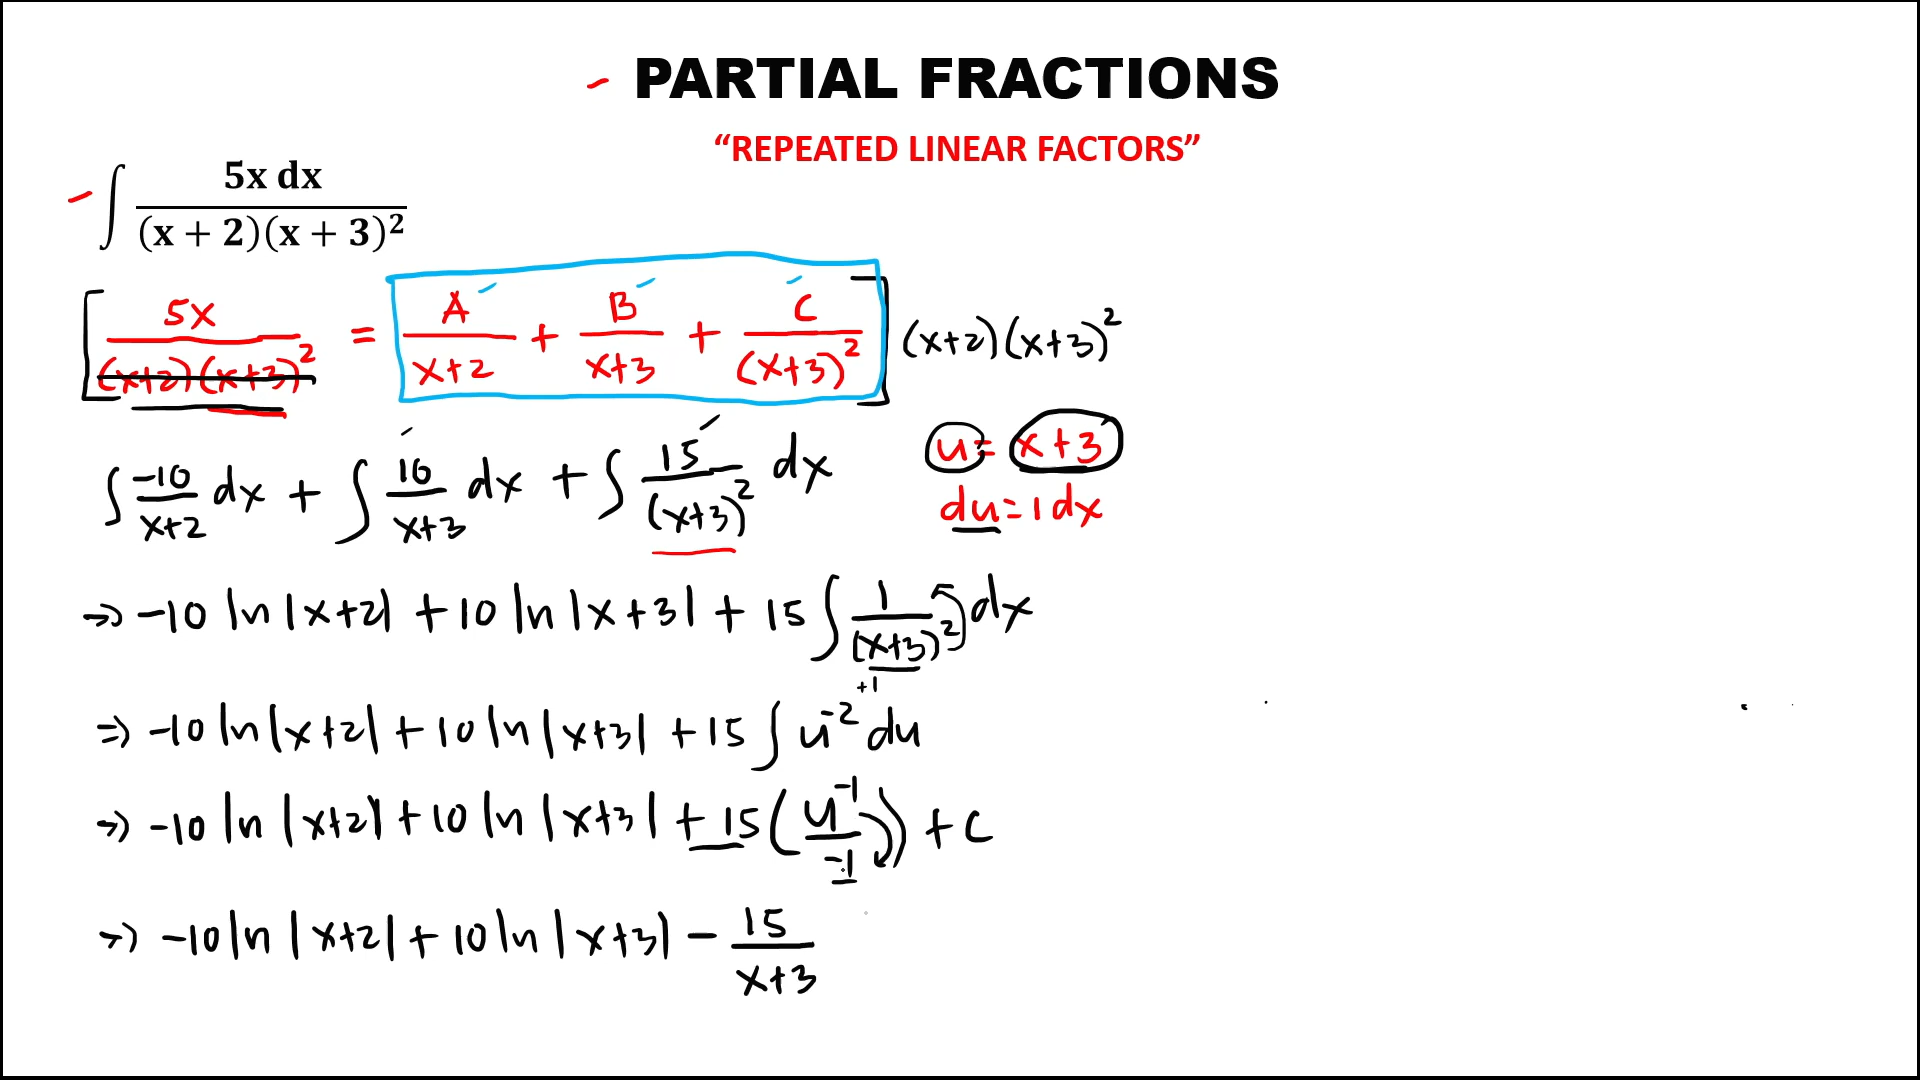 PARTIAL FRACTIONS
“REPEATED LINEAR FACTORS”
∫ 5x dx / (x + 2)(x + 3)²
[5x / (x+2)(x+3)² = A / x+2 + B / x+3 + C / (x+3)²] (x+2)(x+3)²
u = x+3
du = 1dx
∫ -10 / x+2 dx + ∫ 10 / x+3 dx + ∫ 15 / (x+3)² dx
→ -10 ln |x+2| + 10 ln |x+3| + 15 ∫ 1 / (x+3)² dx
+1
⇒ -10 ln |x+2| + 10 ln |x+3| + 15 ∫ u⁻² du
→ -10 ln |x+2| + 10 ln |x+3| + 15 (u⁻¹ / -1) + C
→ -10 ln |x+2| + 10 ln |x+3| - 15 / x+3